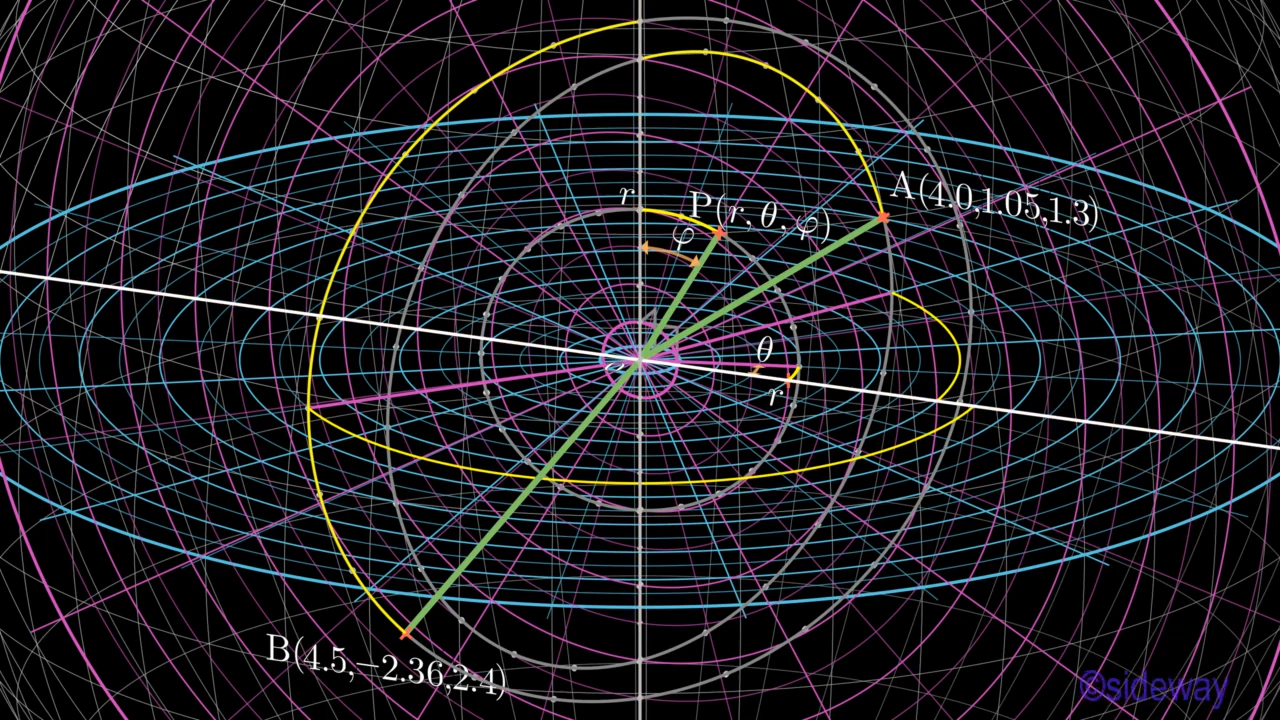 r
P(r, θ, φ)
A(4.0,1.05,1.3)
φ
θ
r
B(4.5,−2.36,2.4)
©sideway